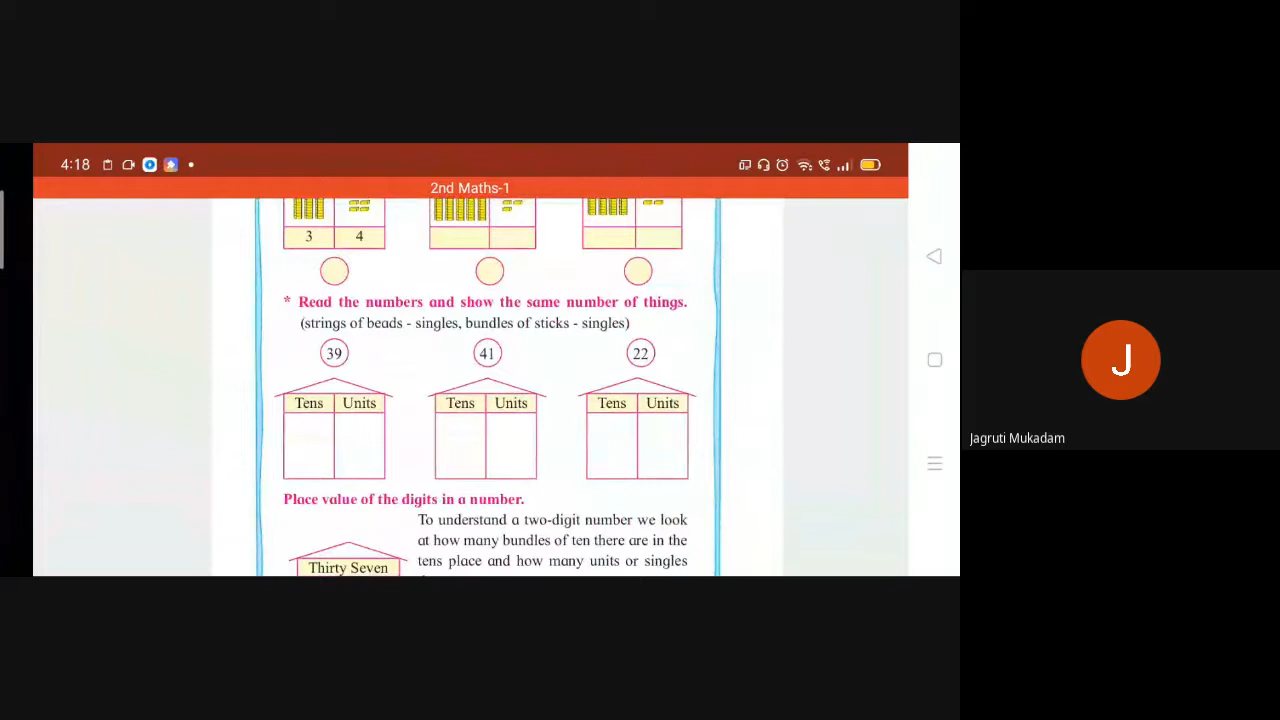 4:18
2nd Maths-1
3 4
* Read the numbers and show the same number of things.
(strings of beads - singles, bundles of sticks - singles)
39 41 22
Tens Units Tens Units Tens Units
Place value of the digits in a number.
To understand a two-digit number we look
at how many bundles of ten there are in the
tens place and how many units or singles
Thirty Seven
J
Jagruti Mukadam